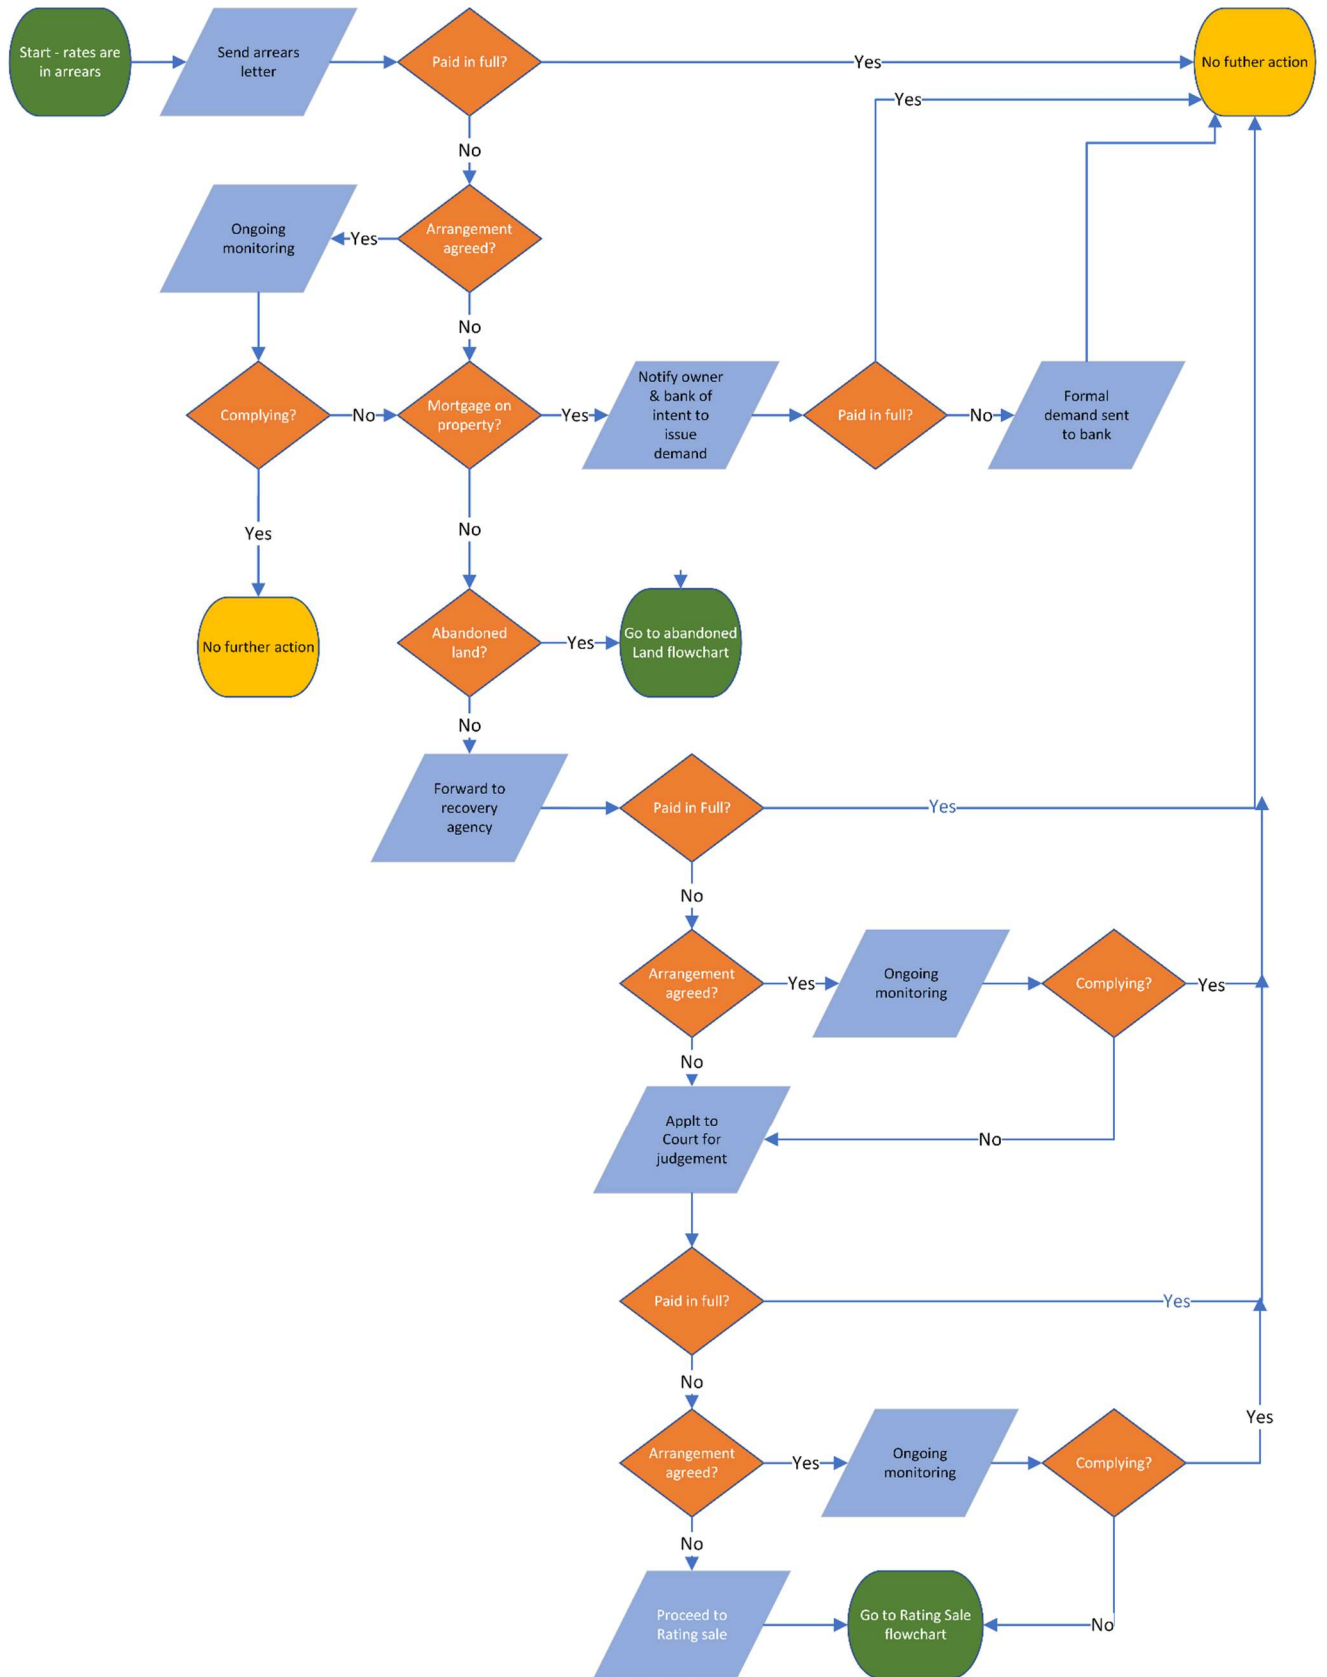 Start - rates are
in arrears
Send arrears
letter
Paid in full?
Yes
No futher action
Yes
No
Ongoing
monitoring
Yes
Arrangement
agreed?
No
Complying?
No
Mortgage on
property?
Yes
Notify owner
& bank of
intent to
issue
demand
Paid in full?
No
Formal
demand sent
to bank
Yes
No
No further action
Abandoned
land?
Yes
Go to abandoned
Land flowchart
No
Forward to
recovery
agency
Paid in Full?
Yes
No
Arrangement
agreed?
Yes
Ongoing
monitoring
Complying?
Yes
No
Applt to
Court for
judgement
No
Paid in full?
Yes
No
Yes
Arrangement
agreed?
Yes
Ongoing
monitoring
Complying?
No
Proceed to
Rating sale
Go to Rating Sale
flowchart
No